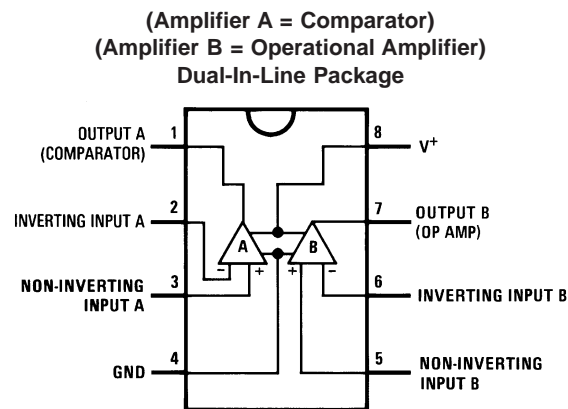 (Amplifier A = Comparator)
(Amplifier B = Operational Amplifier)
Dual-In-Line Package
OUTPUT A
(COMPARATOR)
1
8
V+
2
INVERTING INPUT A
7
OUTPUT B
(OP AMP)
A
B
- +
+ -
NON-INVERTING
INPUT A
3
6
INVERTING INPUT B
4
GND
5
NON-INVERTING
INPUT B